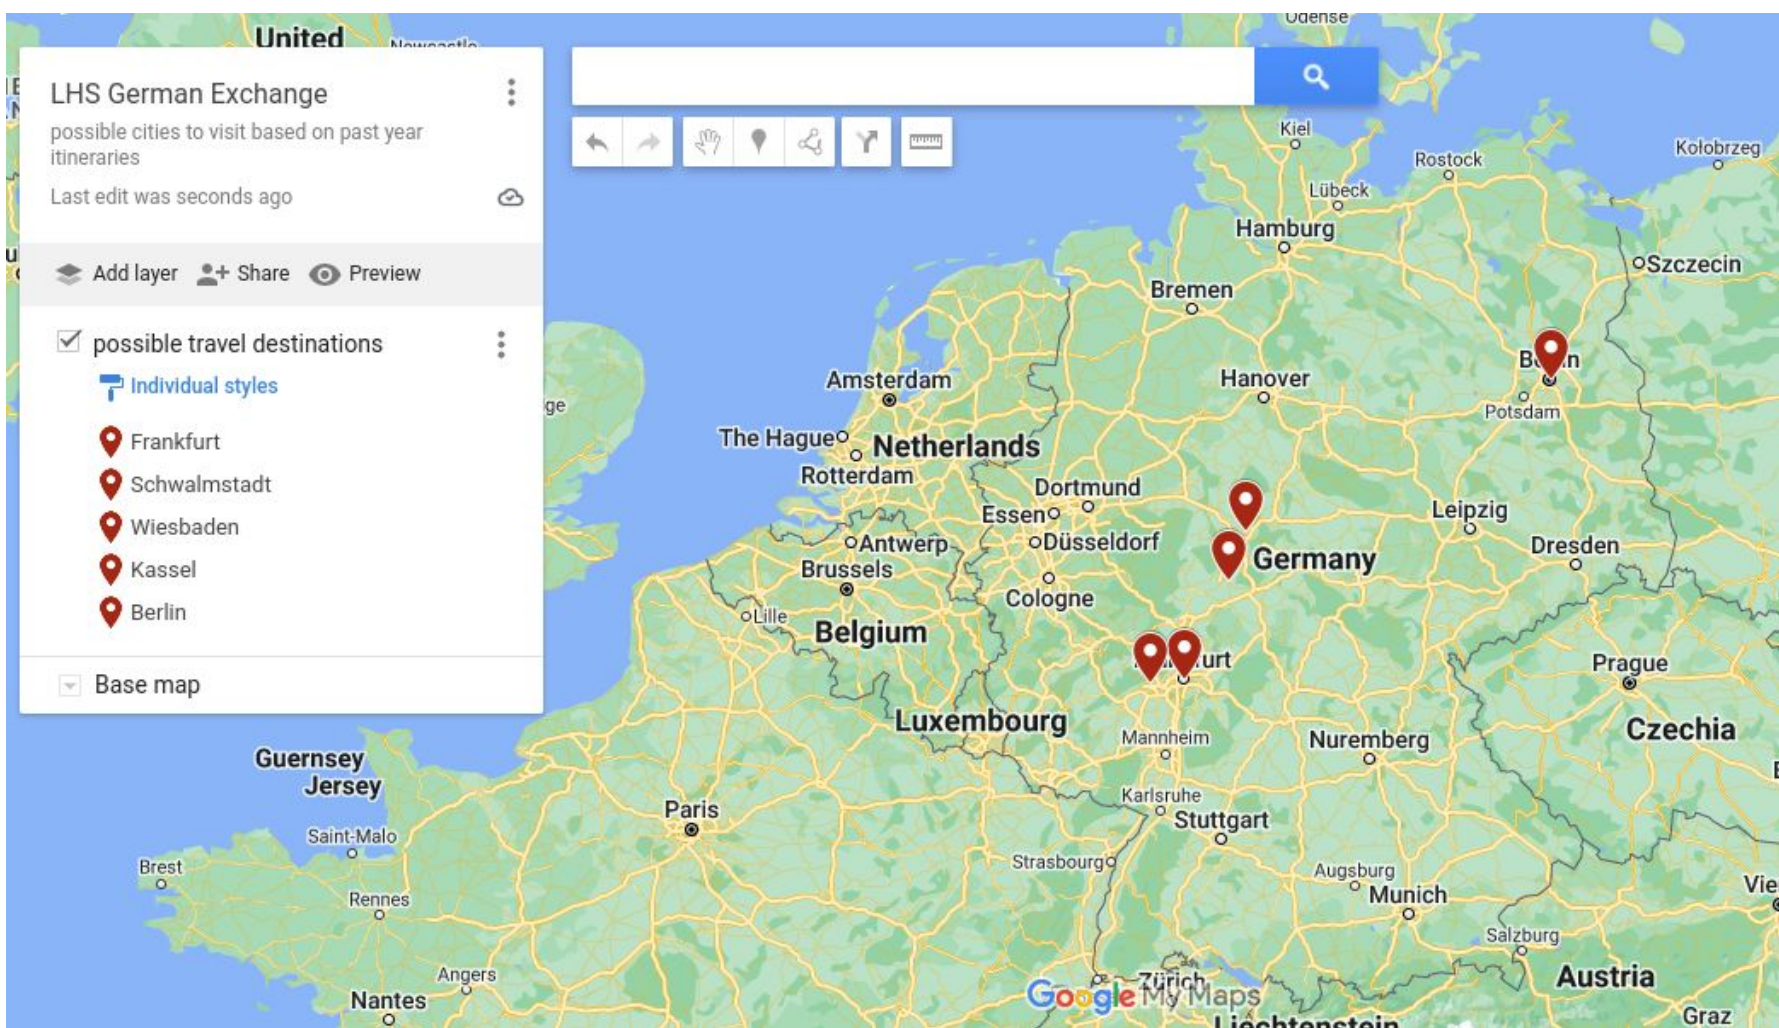 United
Newcastle
Odense
LHS German Exchange
possible cities to visit based on past year
itineraries
Last edit was seconds ago
Add layer
Share
Preview
possible travel destinations
Individual styles
Frankfurt
Schwalmstadt
Wiesbaden
Kassel
Berlin
Base map
Kiel
Rostock
Kołobrzeg
Lübeck
Hamburg
Szczecin
Bremen
Amsterdam
Hanover
Potsdam
The Hague
Netherlands
Rotterdam
Dortmund
Essen
Leipzig
Antwerp
Düsseldorf
Dresden
Brussels
Germany
Cologne
Lille
Belgium
Prague
Luxembourg
Mannheim
Nuremberg
Czechia
Guernsey
Jersey
Karlsruhe
Paris
Stuttgart
Saint-Malo
Strasbourg
Brest
Augsburg
Munich
Rennes
Salzburg
Angers
Zürich
Austria
Nantes
Google My Maps
Liechtenstein
Graz